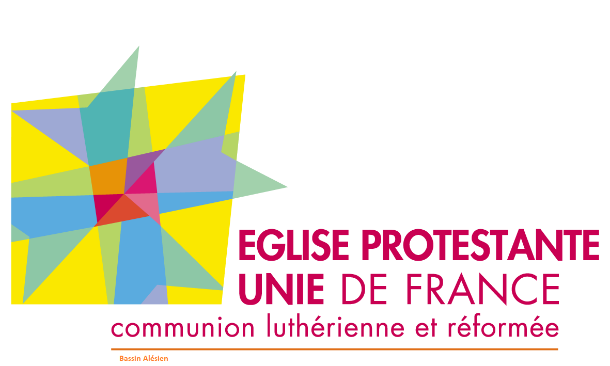 EGLISE PROTESTANTE
UNIE DE FRANCE
communion luthérienne et réformée
Bassin Alésien